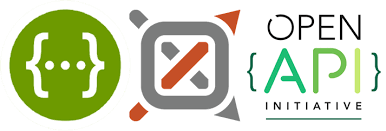 {...}
OPEN
{API}
INITIATIVE